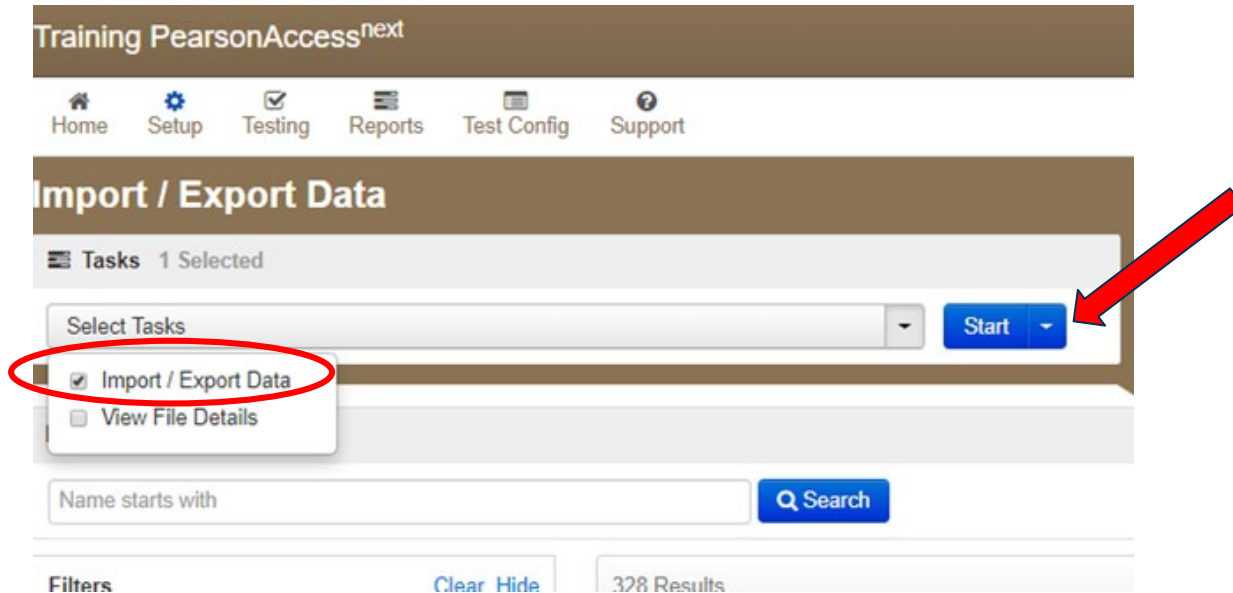 Training PearsonAccessnext
Home Setup Testing Reports Test Config Support
Import / Export Data
Tasks 1 Selected
Select Tasks Start
Import / Export Data
View File Details
Name starts with Search
Filters Clear Hide 328 Results